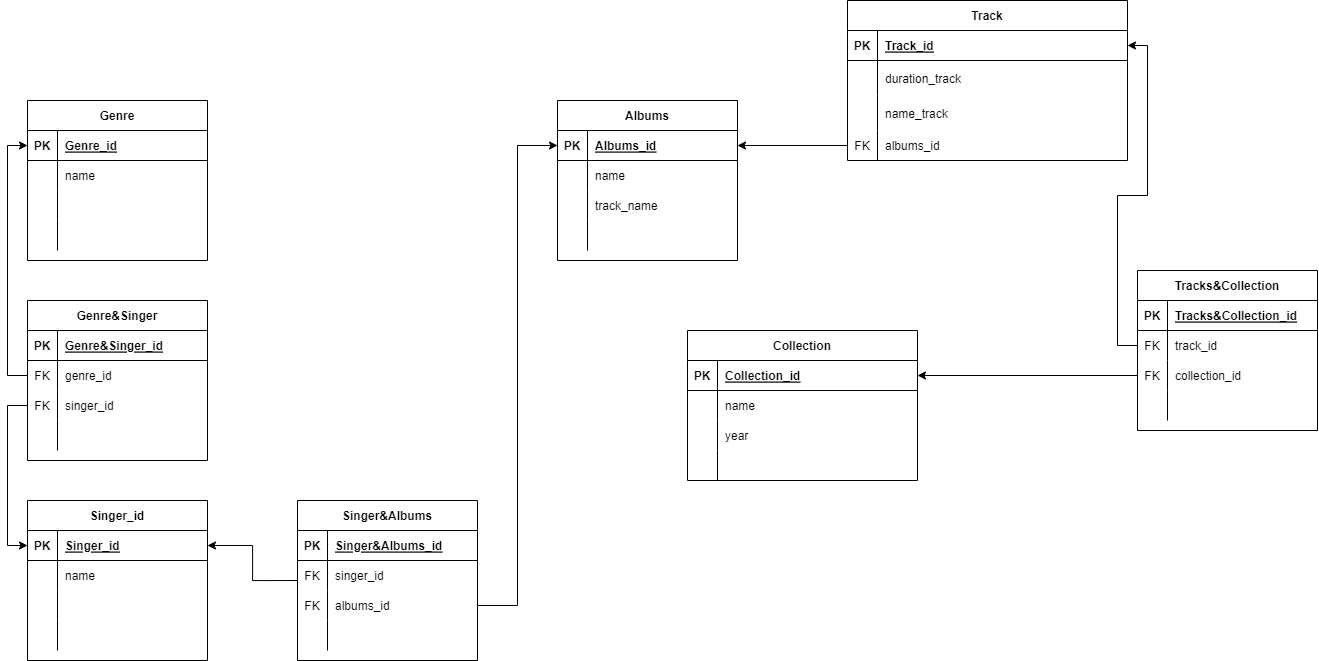 Track
PK Track_id
duration_track
name_track
FK albums_id
Genre
PK Genre_id
name
Albums
PK Albums_id
name
track_name
Genre&Singer
PK Genre&Singer_id
FK genre_id
FK singer_id
Tracks&Collection
PK Tracks&Collection_id
FK track_id
FK collection_id
Collection
PK Collection_id
name
year
Singer_id
PK Singer_id
name
Singer&Albums
PK Singer&Albums_id
FK singer_id
FK albums_id